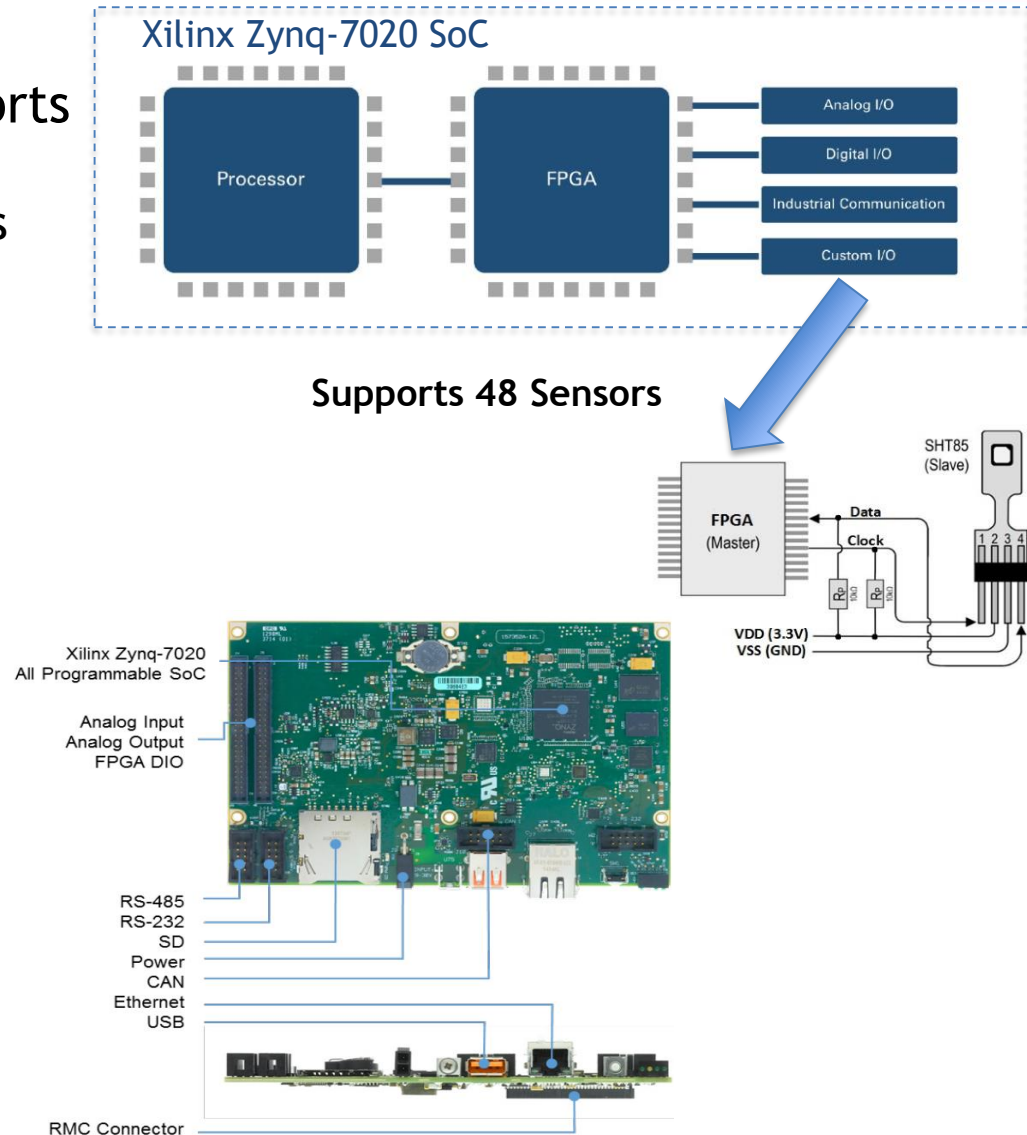 Xilinx Zynq-7020 SoC
Processor
FPGA
Analog I/O
Digital I/O
Industrial Communication
Custom I/O
Supports 48 Sensors
SHT85
(Slave)
FPGA
(Master)
Data
Clock
1 2 3 4
RP
10kΩ
RP
10kΩ
VDD (3.3V)
VSS (GND)
Xilinx Zynq-7020
All Programmable SoC
Analog Input
Analog Output
FPGA DIO
RS-485
RS-232
SD
Power
CAN
Ethernet
USB
RMC Connector